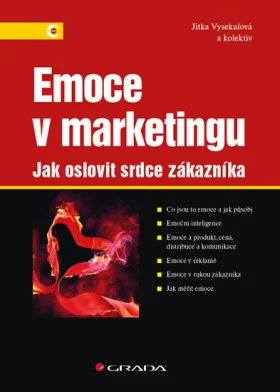 Jitka Vysekalová
a kolektiv
Emoce
v marketingu
Jak oslovit srdce zákazníka
Co jsou to emoce a jak působí
Emoční inteligence
Emoce a produkt, cena,
distribuce a komunikace
Emoce v reklamě
Emoce v rukou zákazníka
Jak měřit emoce
GRADA